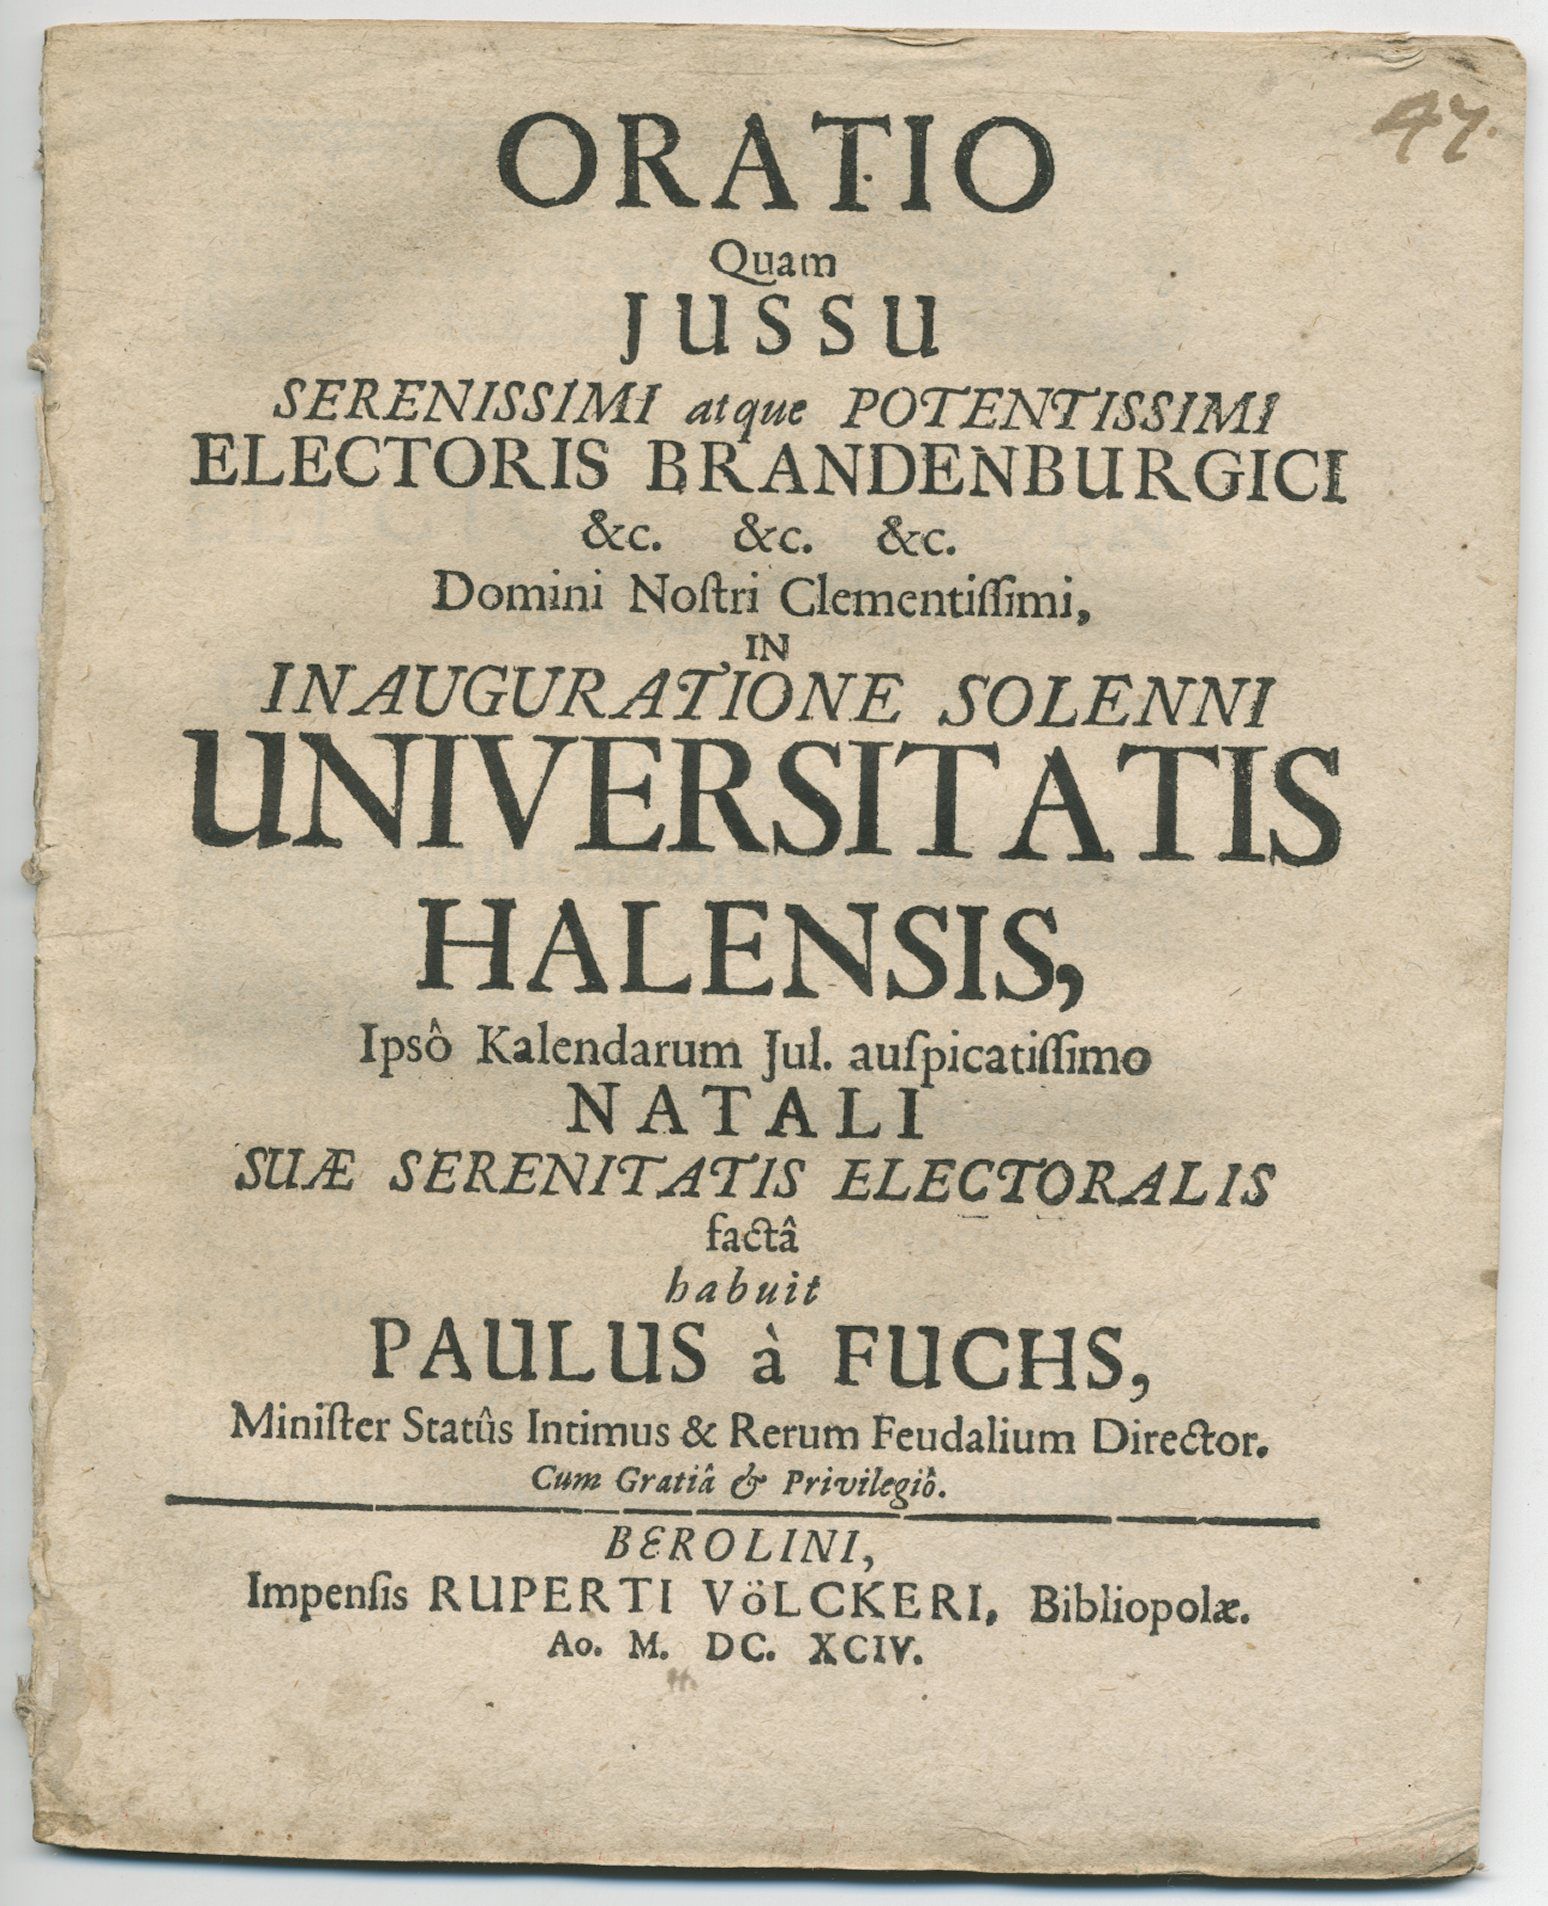 47.
ORATIO
Quam
JUSSU
SERENISSIMI atque POTENTISSIMI
ELECTORIS BRANDENBURGICI
&c. &c. &c.
Domini Noſtri Clementiſſimi,
IN
INAUGURATIONE SOLENNI
UNIVERSITATIS
HALENSIS,
Ipsô Kalendarum Jul. auſpicatiſſimo
NATALI
SUÆ SERENITATIS ELECTORALIS
factâ
habuit
PAULUS à FUCHS,
Miniſter Statûs Intimus & Rerum Feudalium Director.
Cum Gratiâ & Privilegiô.
BEROLINI,
Impenſis RUPERTI VöLCKERI, Bibliopolæ.
Ao. M. DC. XCIV.